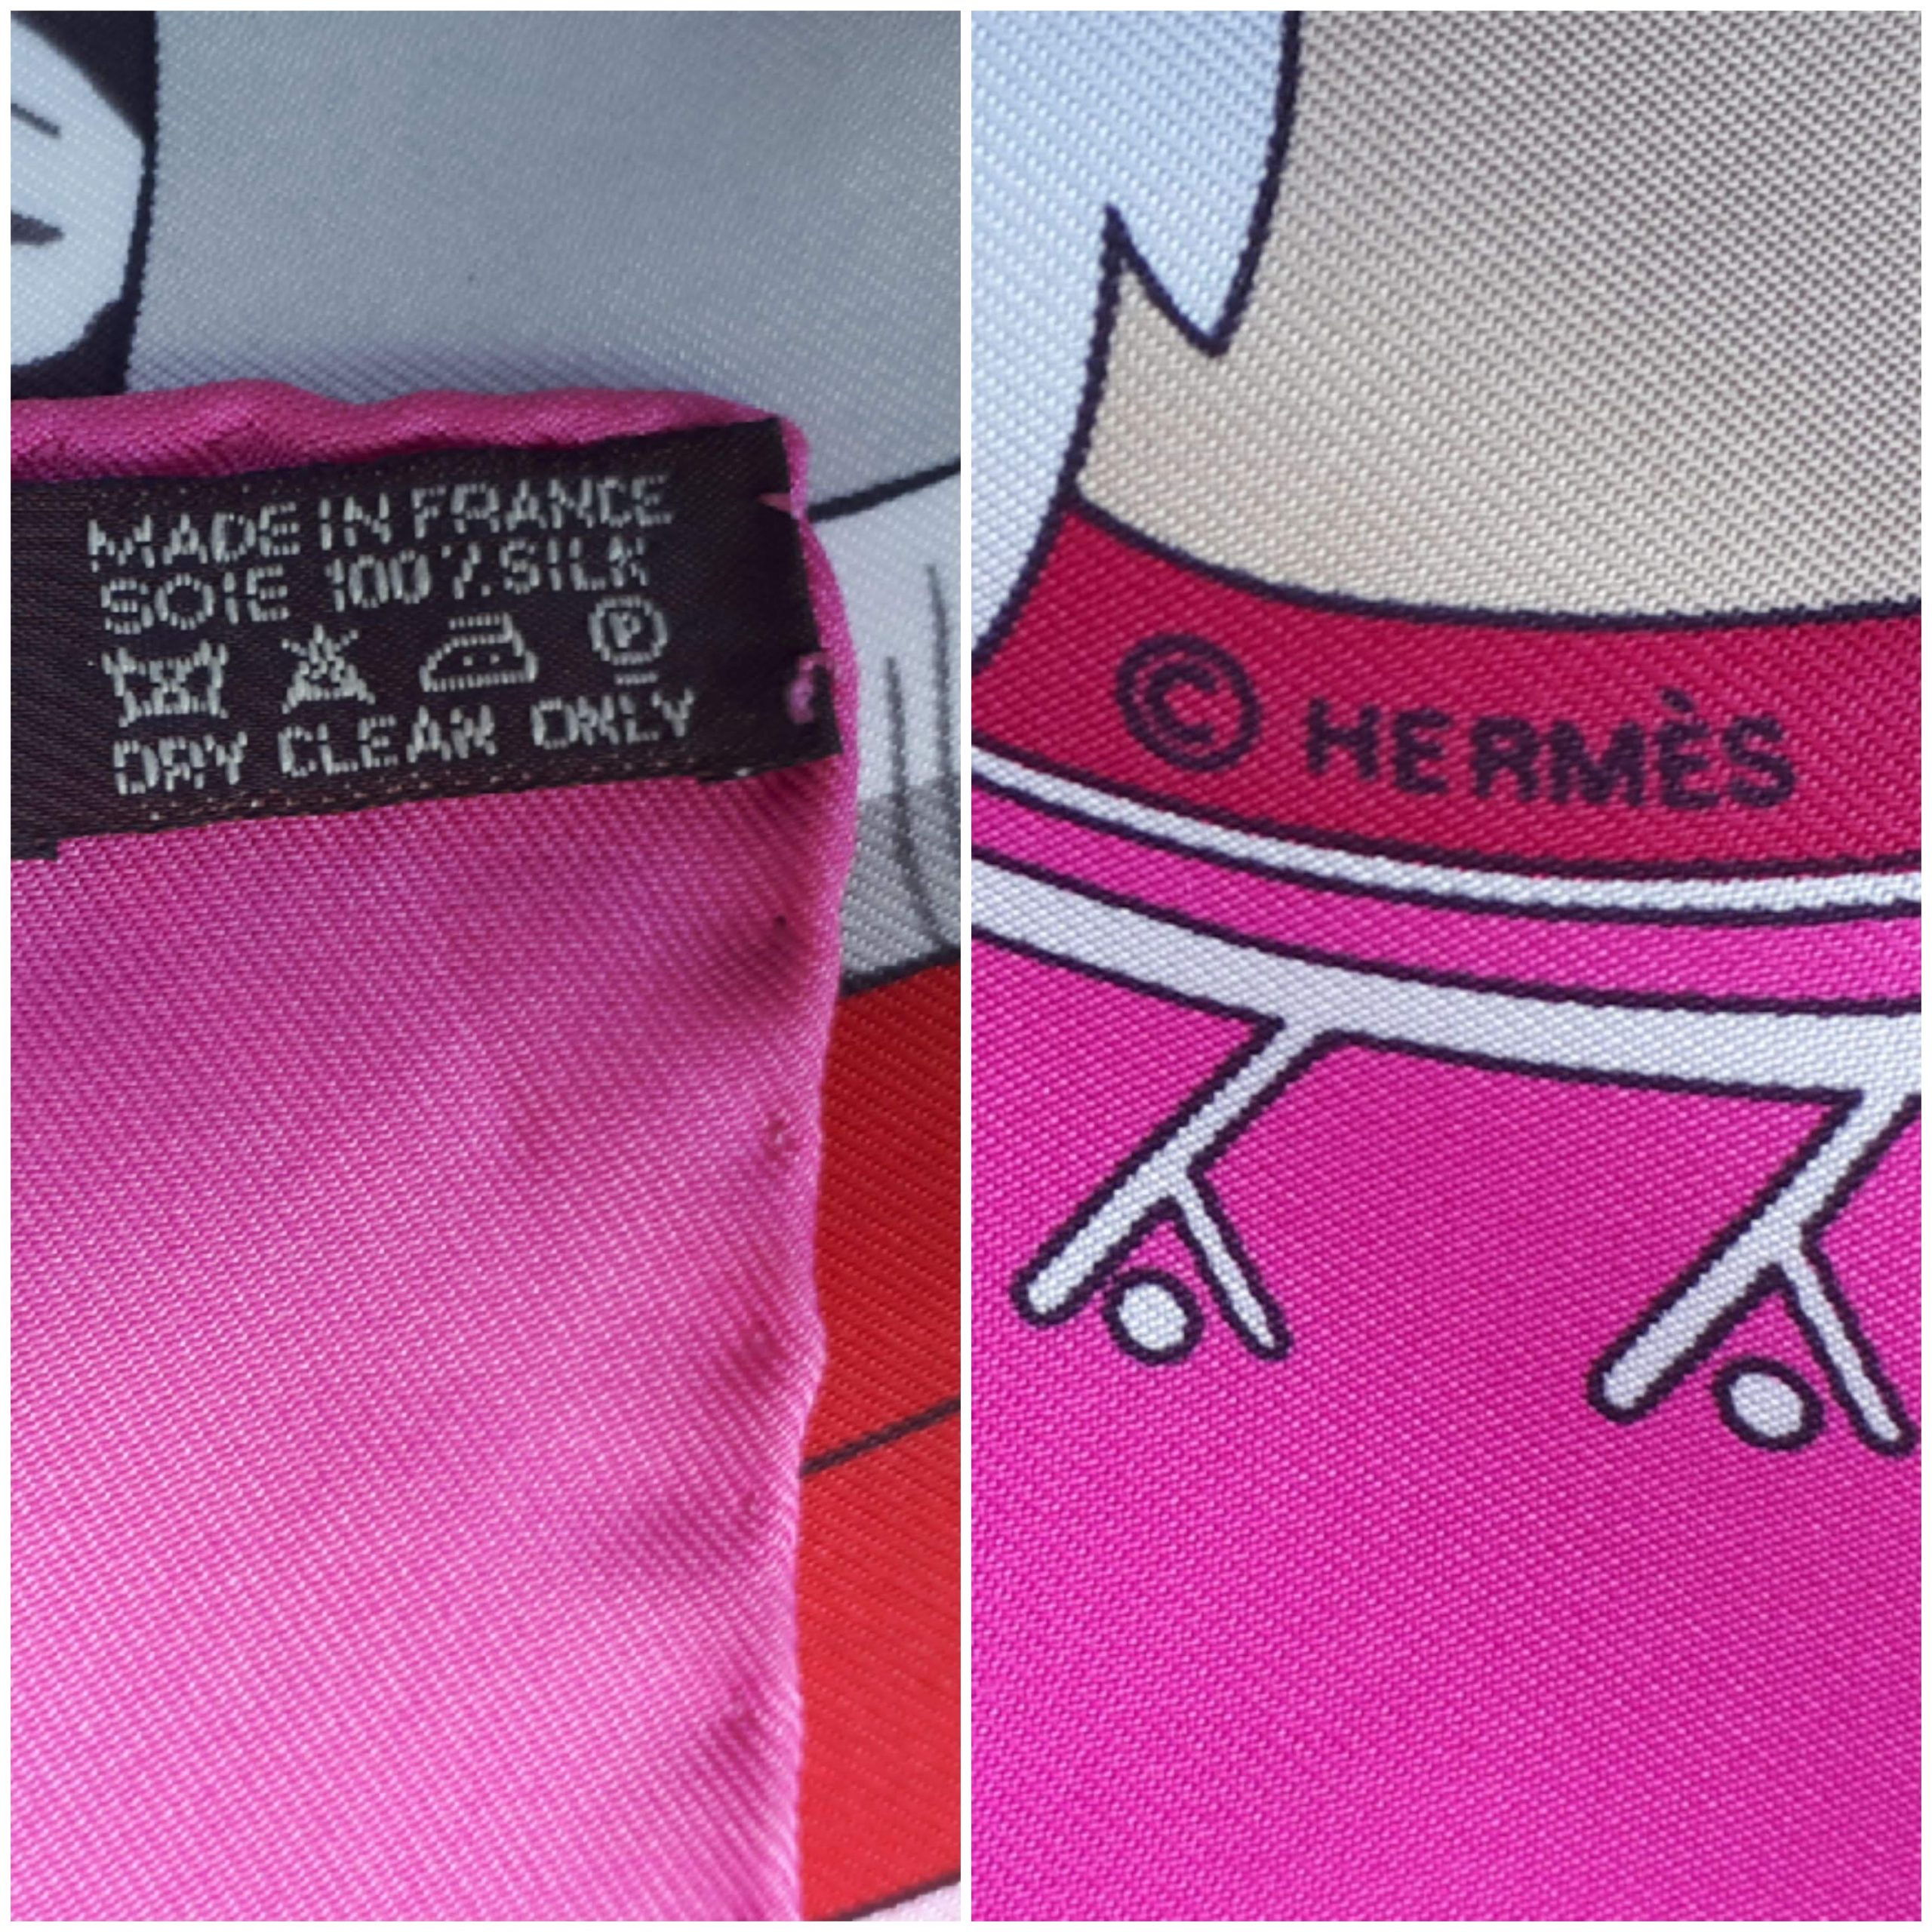 MADE IN FRANCE
SOIE 100% SILK
P
DRY CLEAN ONLY
© HERMÈS